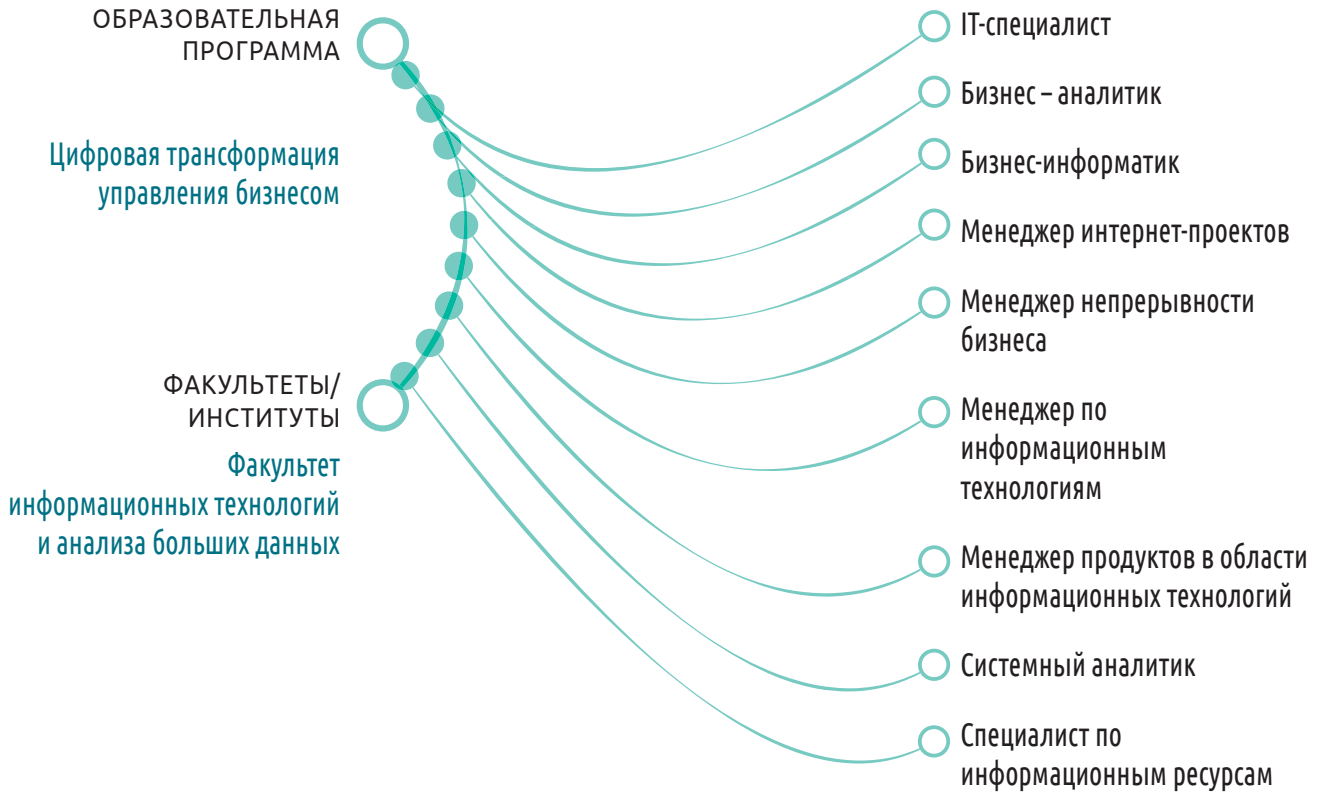 ОБРАЗОВАТЕЛЬНАЯ
ПРОГРАММА
Цифровая трансформация
управления бизнесом
ФАКУЛЬТЕТЫ/
ИНСТИТУТЫ
Факультет
информационных технологий
и анализа больших данных
IT-специалист
Бизнес – аналитик
Бизнес-информатик
Менеджер интернет-проектов
Менеджер непрерывности
бизнеса
Менеджер по
информационным
технологиям
Менеджер продуктов в области
информационных технологий
Системный аналитик
Специалист по
информационным ресурсам